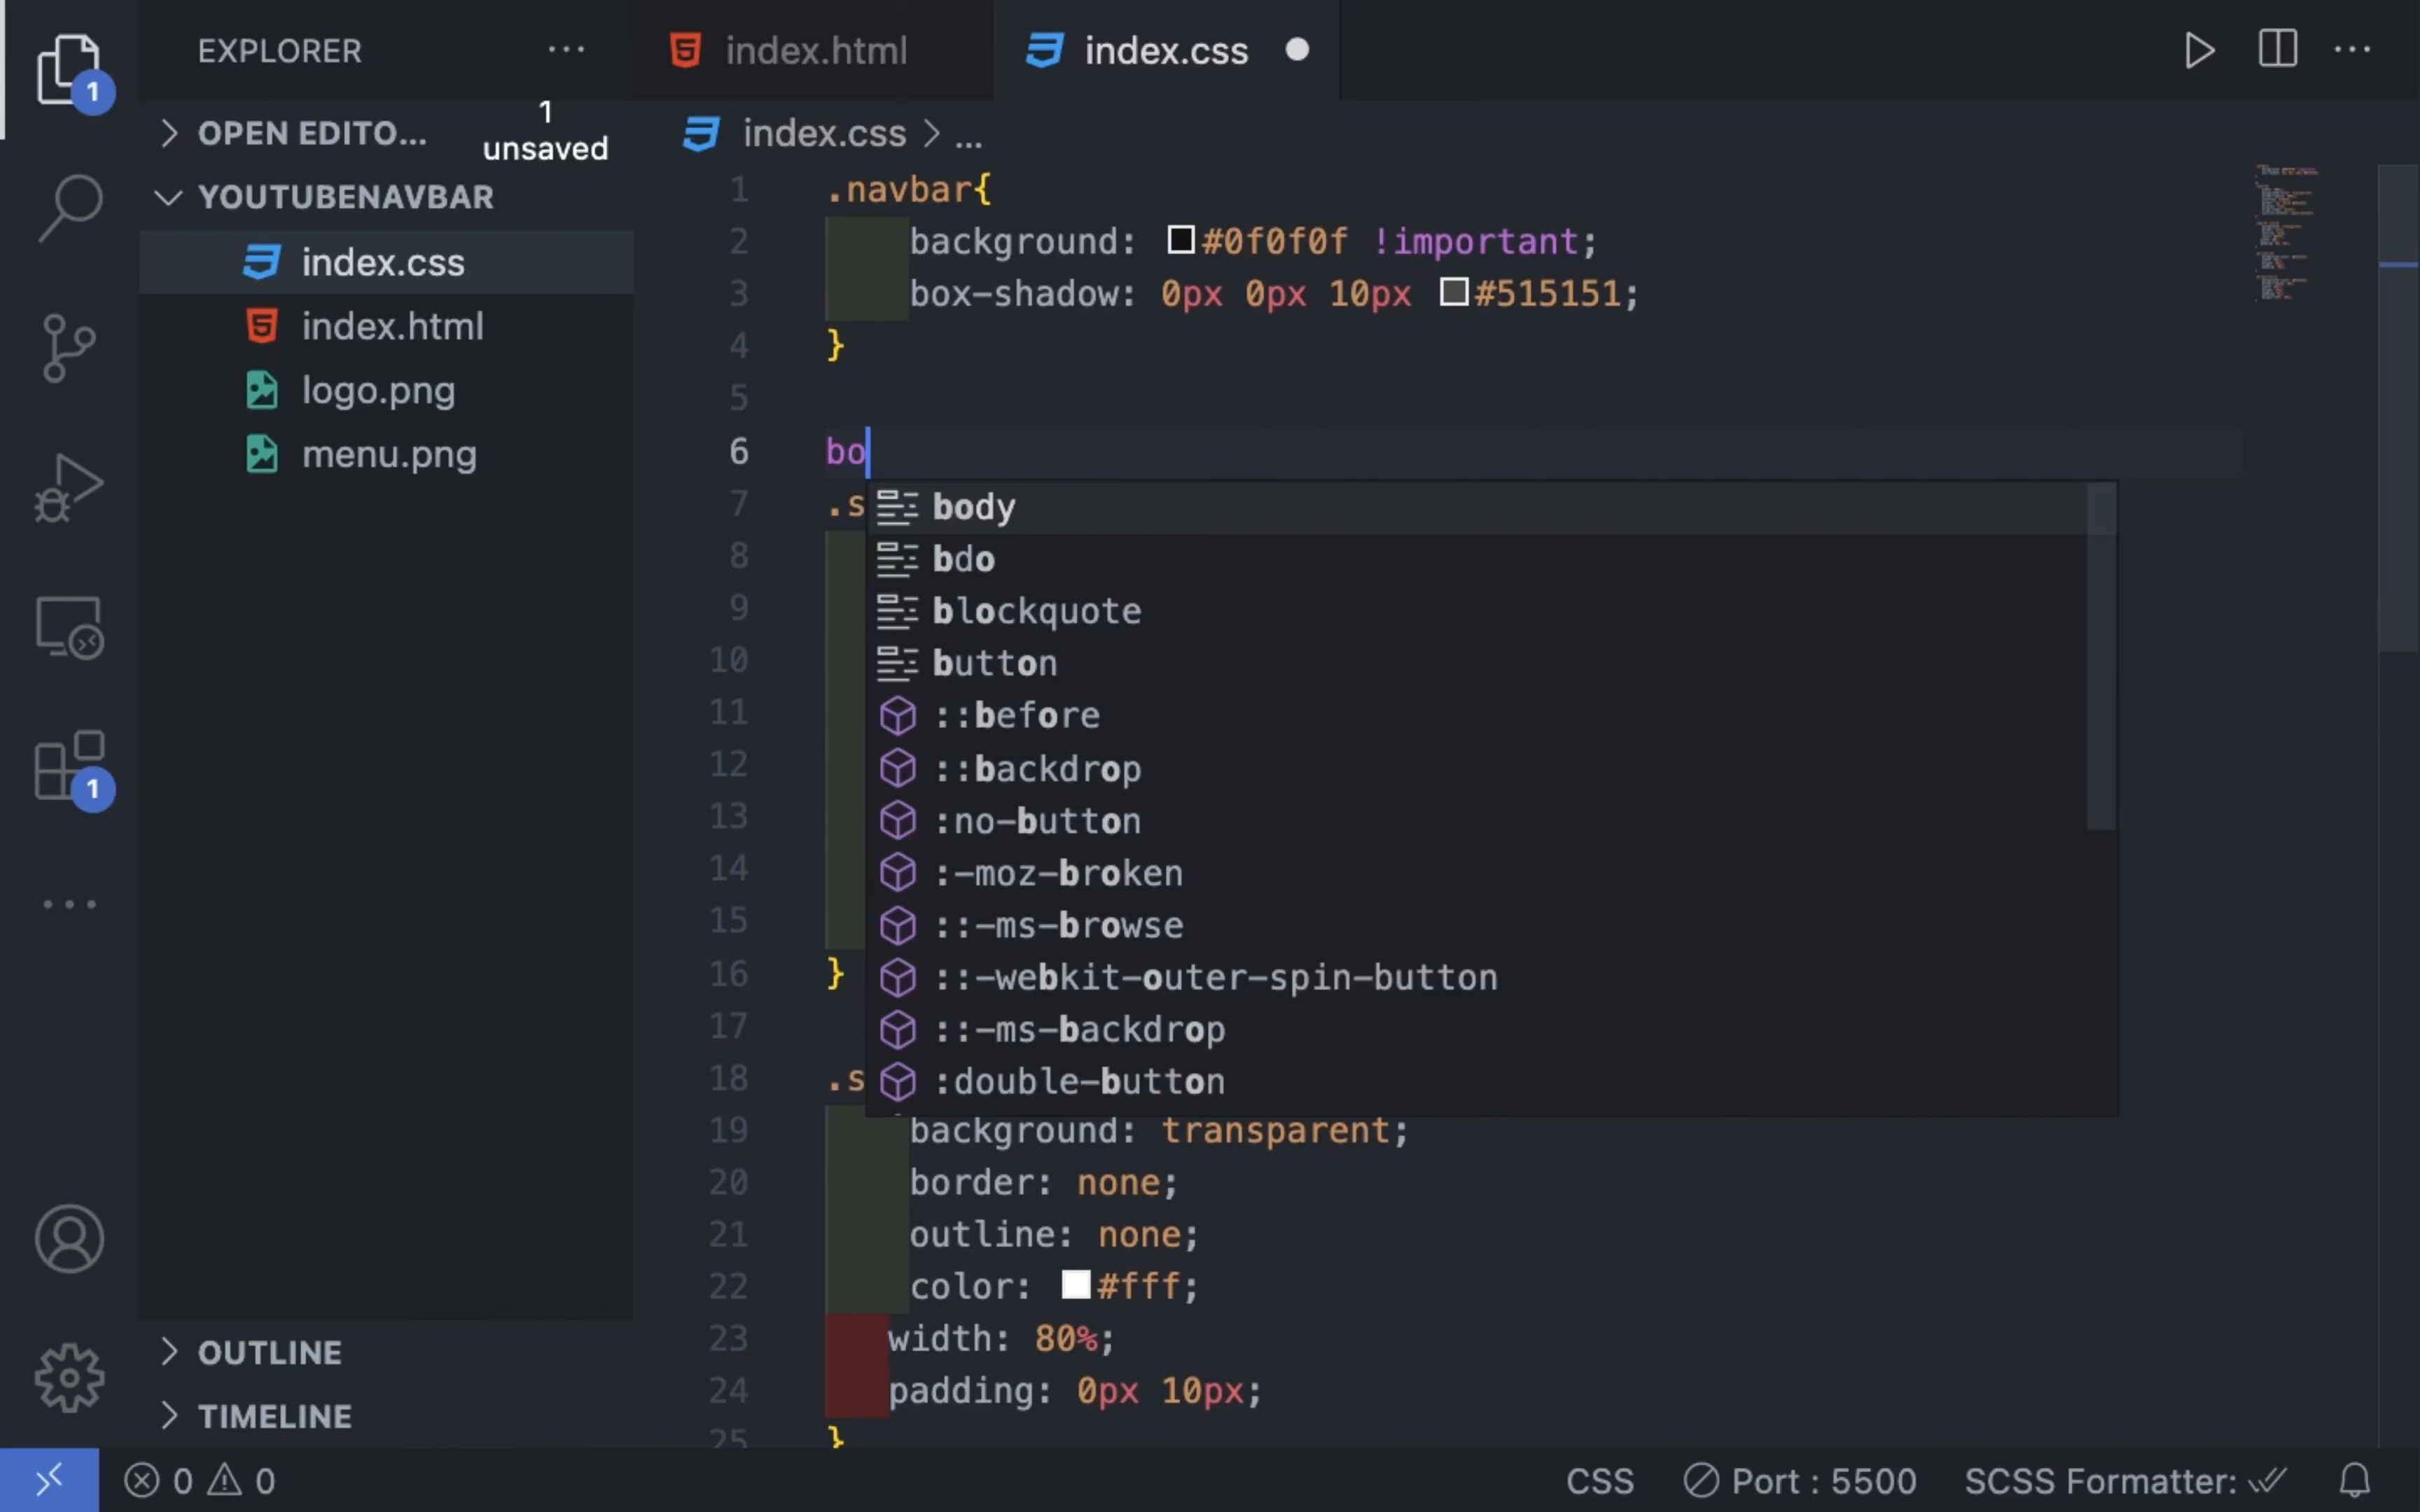 EXPLORER
1
OPEN EDITO...
1
unsaved
YOUTUBENAVBAR
index.css
index.html
logo.png
menu.png
1
OUTLINE
TIMELINE
index.html
index.css
index.css > ...
1 .navbar{
2 background: #0f0f0f !important;
3 box-shadow: 0px 0px 10px #515151;
4 }
5
6 bo
7 .s
8
9
10
11
12
13
14
15
16 }
17
18 .s
body
bdo
blockquote
button
::before
::backdrop
:no-button
:-moz-broken
::-ms-browse
::-webkit-outer-spin-button
::-ms-backdrop
:double-button
19 background: transparent;
20 border: none;
21 outline: none;
22 color: #fff;
23 width: 80%;
24 padding: 0px 10px;
25 }
0 0
CSS
Port : 5500
SCSS Formatter: